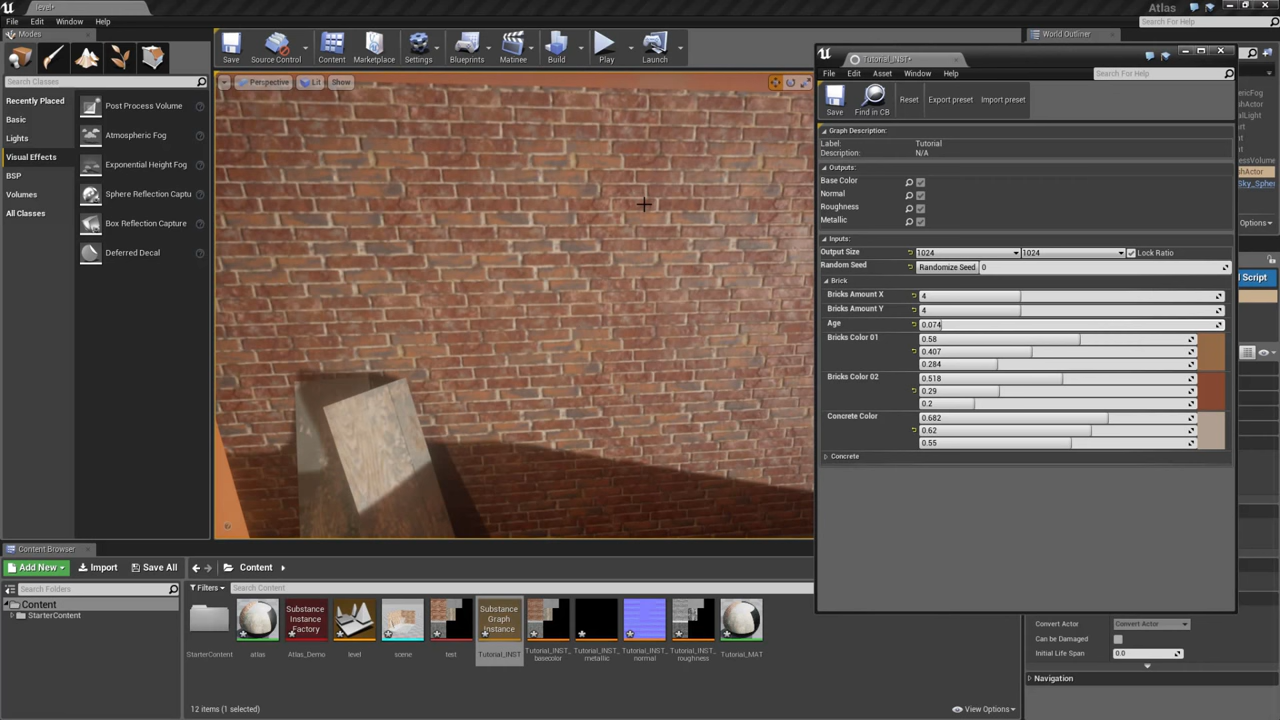 level*
Atlas
File Edit Window Help
Search For Help
Modes
Search Classes
Recently Placed
Basic
Lights
Visual Effects
BSP
Volumes
All Classes
Post Process Volume
Atmospheric Fog
Exponential Height Fog
Sphere Reflection Captu
Box Reflection Capture
Deferred Decal
Save
Source Control
Content
Marketplace
Settings
Blueprints
Matinee
Build
Play
Launch
Perspective
Lit
Show
World Outliner
Tutorial_INST*
File Edit Asset Window Help
Search For Help
Save
Find in CB
Reset
Export preset
Import preset
Graph Description:
Label: Tutorial
Description: N/A
Outputs:
Base Color
Normal
Roughness
Metallic
Inputs:
Output Size 1024 1024 Lock Ratio
Random Seed Randomize Seed 0
Brick
Bricks Amount X 4
Bricks Amount Y 4
Age 0.074
Bricks Color 01 0.58
0.407
0.284
Bricks Color 02 0.518
0.29
0.2
Concrete Color 0.682
0.62
0.55
Concrete
Options
Script
Content Browser
Add New Import Save All Content
Search Folders
Filters Search Content
Content
StarterContent
Substance Instance Factory
Substance Graph Instance
StarterContent
atlas
Atlas_Demo
level
scene
test
Tutorial_INST
Tutorial_INST_basecolor
Tutorial_INST_metallic
Tutorial_INST_normal
Tutorial_INST_roughness
Tutorial_MAT
12 items (1 selected)
View Options
Convert Actor Convert Actor
Can be Damaged
Initial Life Span 0.0
Navigation